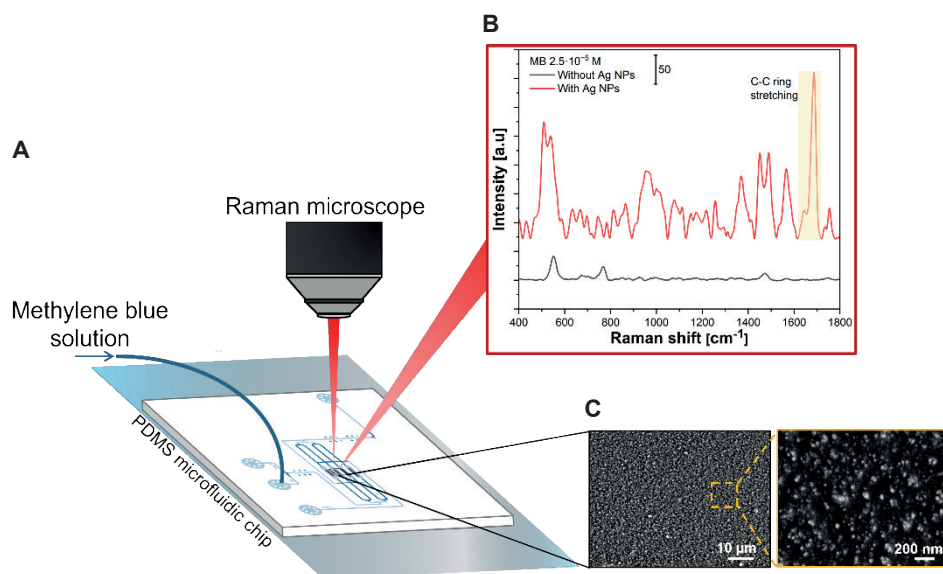 A
Raman microscope
Methylene blue
solution
PDMS microfluidic chip
B
MB 2.5·10⁻⁵ M
Without Ag NPs
With Ag NPs
50
C-C ring
stretching
Intensity [a.u]
400 600 800 1000 1200 1400 1600 1800
Raman shift [cm⁻¹]
C
10 µm
200 nm